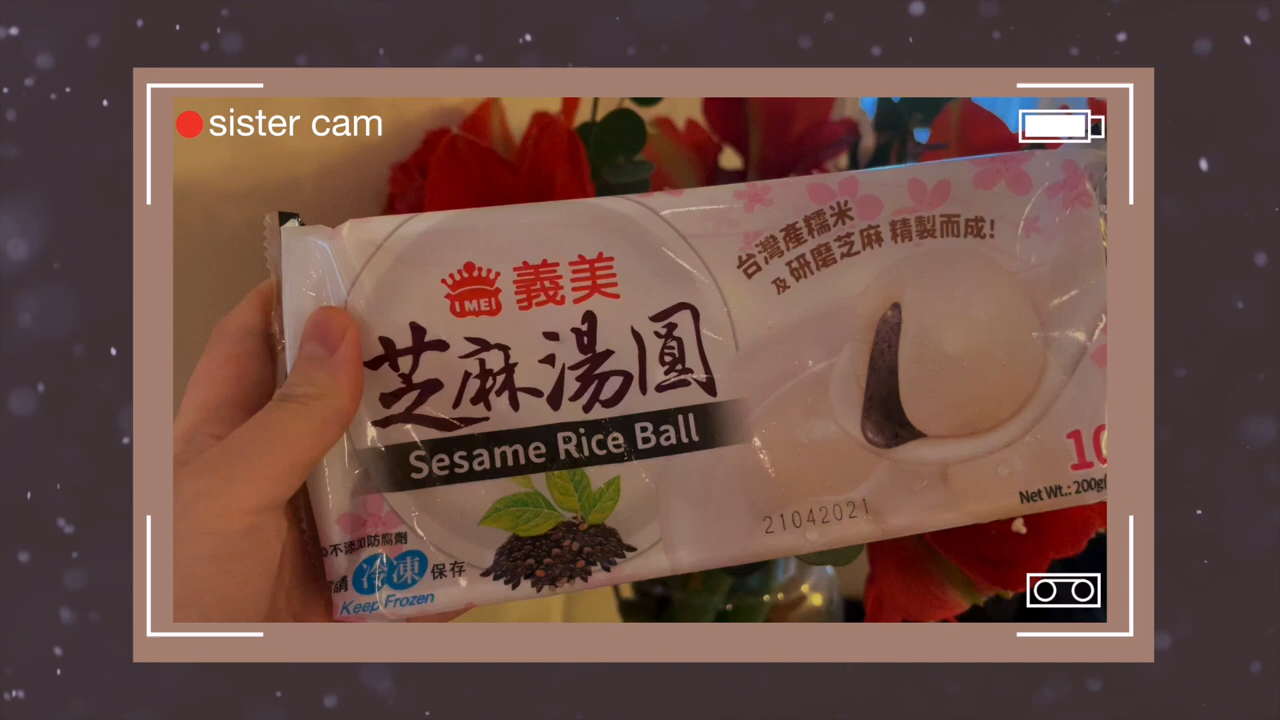 sister cam
台灣產糯米
及研磨芝麻 精製而成!
I MEI 義美
芝麻湯圓
Sesame Rice Ball
10
Net Wt.: 200g(
21042021
不添加防腐劑
請冷凍保存
Keep Frozen